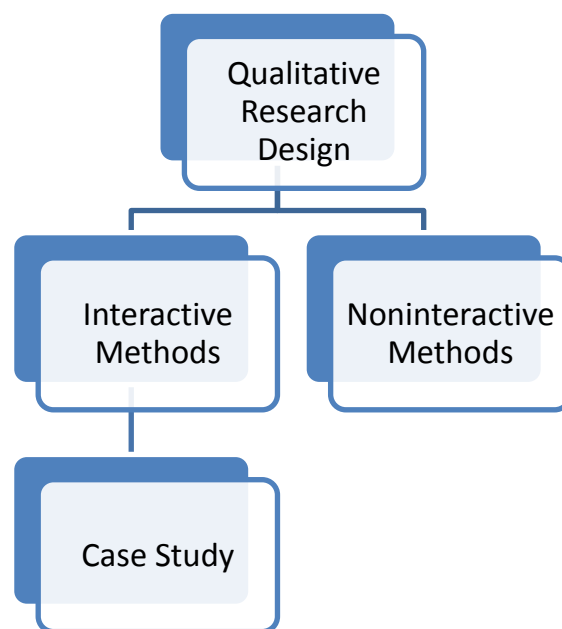 Qualitative
Research
Design
Interactive
Methods
Noninteractive
Methods
Case Study